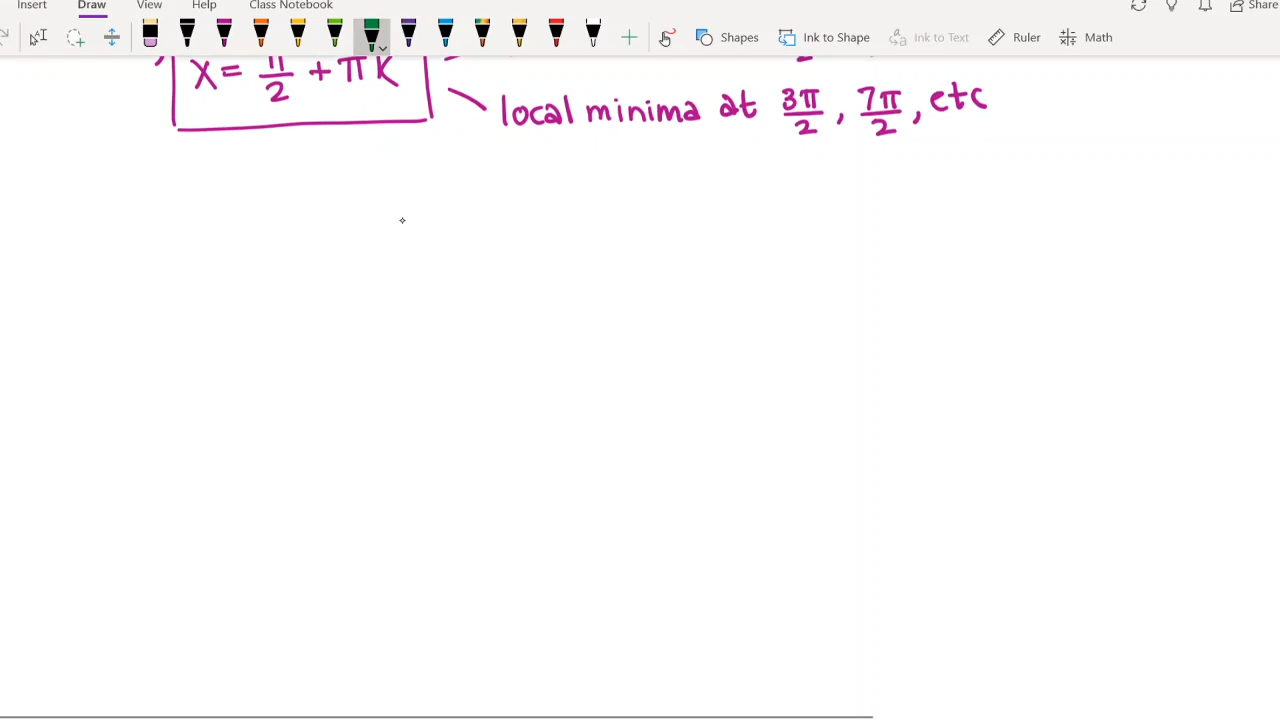 Insert Draw View Help Class Notebook Share
Shapes Ink to Shape Ink to Text Ruler Math
x = π/2 + πk
local minima at 3π/2, 7π/2, etc